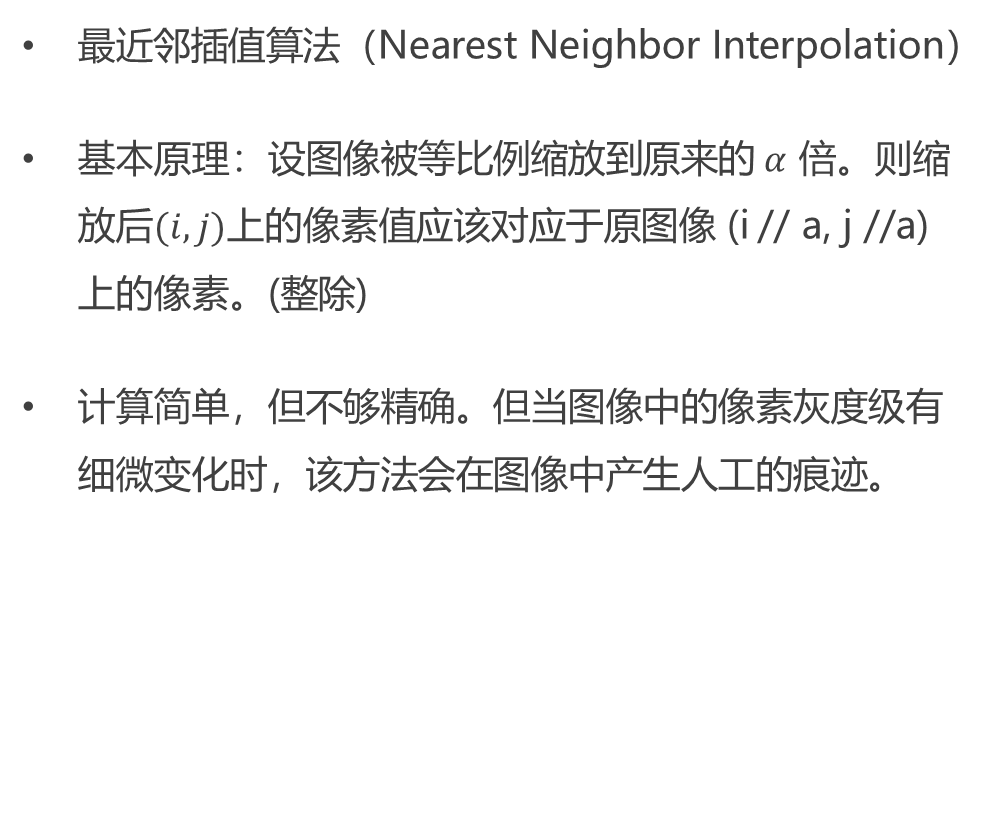 • 最近邻插值算法（Nearest Neighbor Interpolation）
• 基本原理：设图像被等比例缩放到原来的 𝛼 倍。则缩
放后(𝑖, 𝑗)上的像素值应该对应于原图像 (i // a, j //a)
上的像素。(整除)
• 计算简单，但不够精确。但当图像中的像素灰度级有
细微变化时，该方法会在图像中产生人工的痕迹。